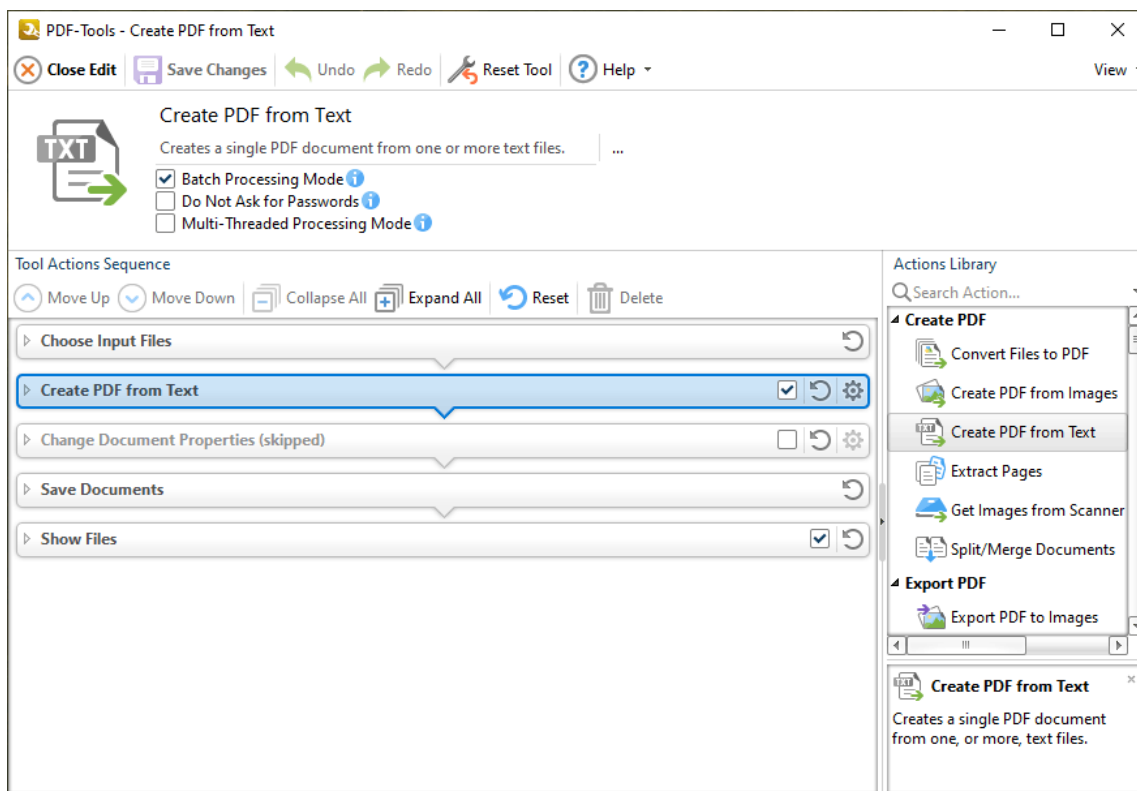 PDF-Tools - Create PDF from Text
Close Edit Save Changes Undo Redo Reset Tool Help View
Create PDF from Text
TXT
Creates a single PDF document from one or more text files. ...
Batch Processing Mode
Do Not Ask for Passwords
Multi-Threaded Processing Mode
Tool Actions Sequence
Move Up Move Down Collapse All Expand All Reset Delete
Choose Input Files
Create PDF from Text
Change Document Properties (skipped)
Save Documents
Show Files
Actions Library
Search Action...
Create PDF
Convert Files to PDF
Create PDF from Images
TXT Create PDF from Text
Extract Pages
Get Images from Scanner
Split/Merge Documents
Export PDF
Export PDF to Images
TXT Create PDF from Text
Creates a single PDF document
from one, or more, text files.